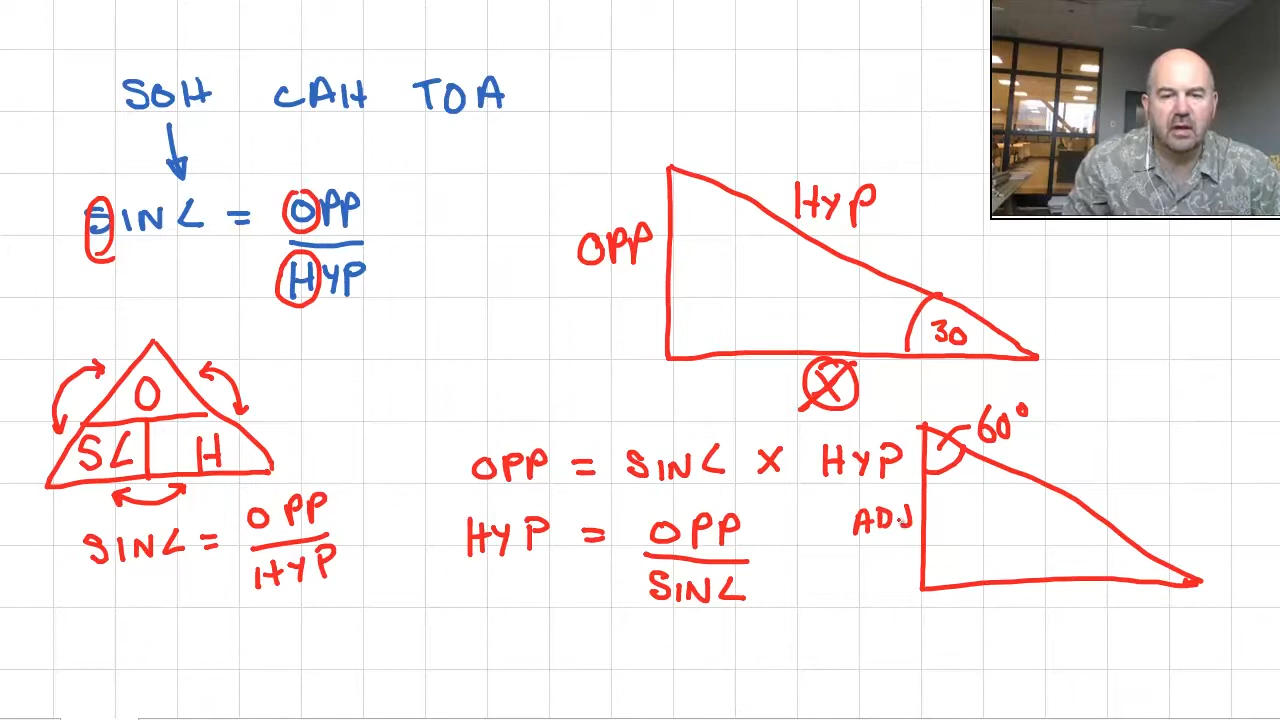 SOH CAH TOA
SIN∠ = OPP
HYP
O
S∠ H
SIN∠ = OPP
HYP
OPP
HYP
30
X
OPP = SIN∠ X HYP
HYP = OPP
SIN∠
60°
ADJ